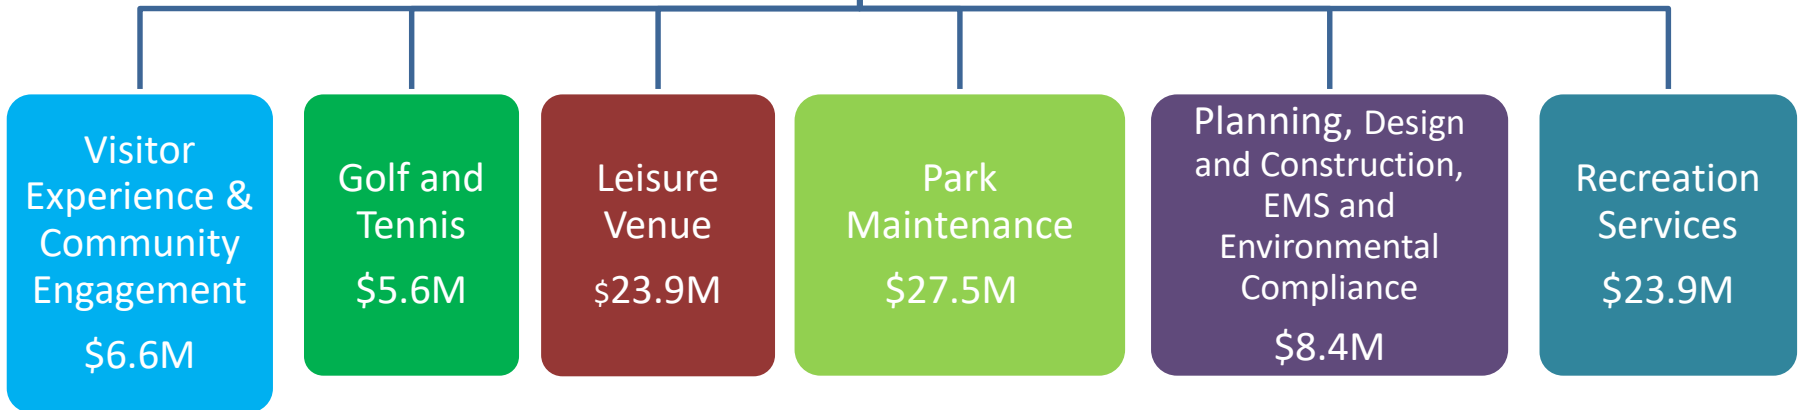 Visitor
Experience &
Community
Engagement
$6.6M
Golf and
Tennis
$5.6M
Leisure
Venue
$23.9M
Park
Maintenance
$27.5M
Planning, Design
and Construction,
EMS and
Environmental
Compliance
$8.4M
Recreation
Services
$23.9M